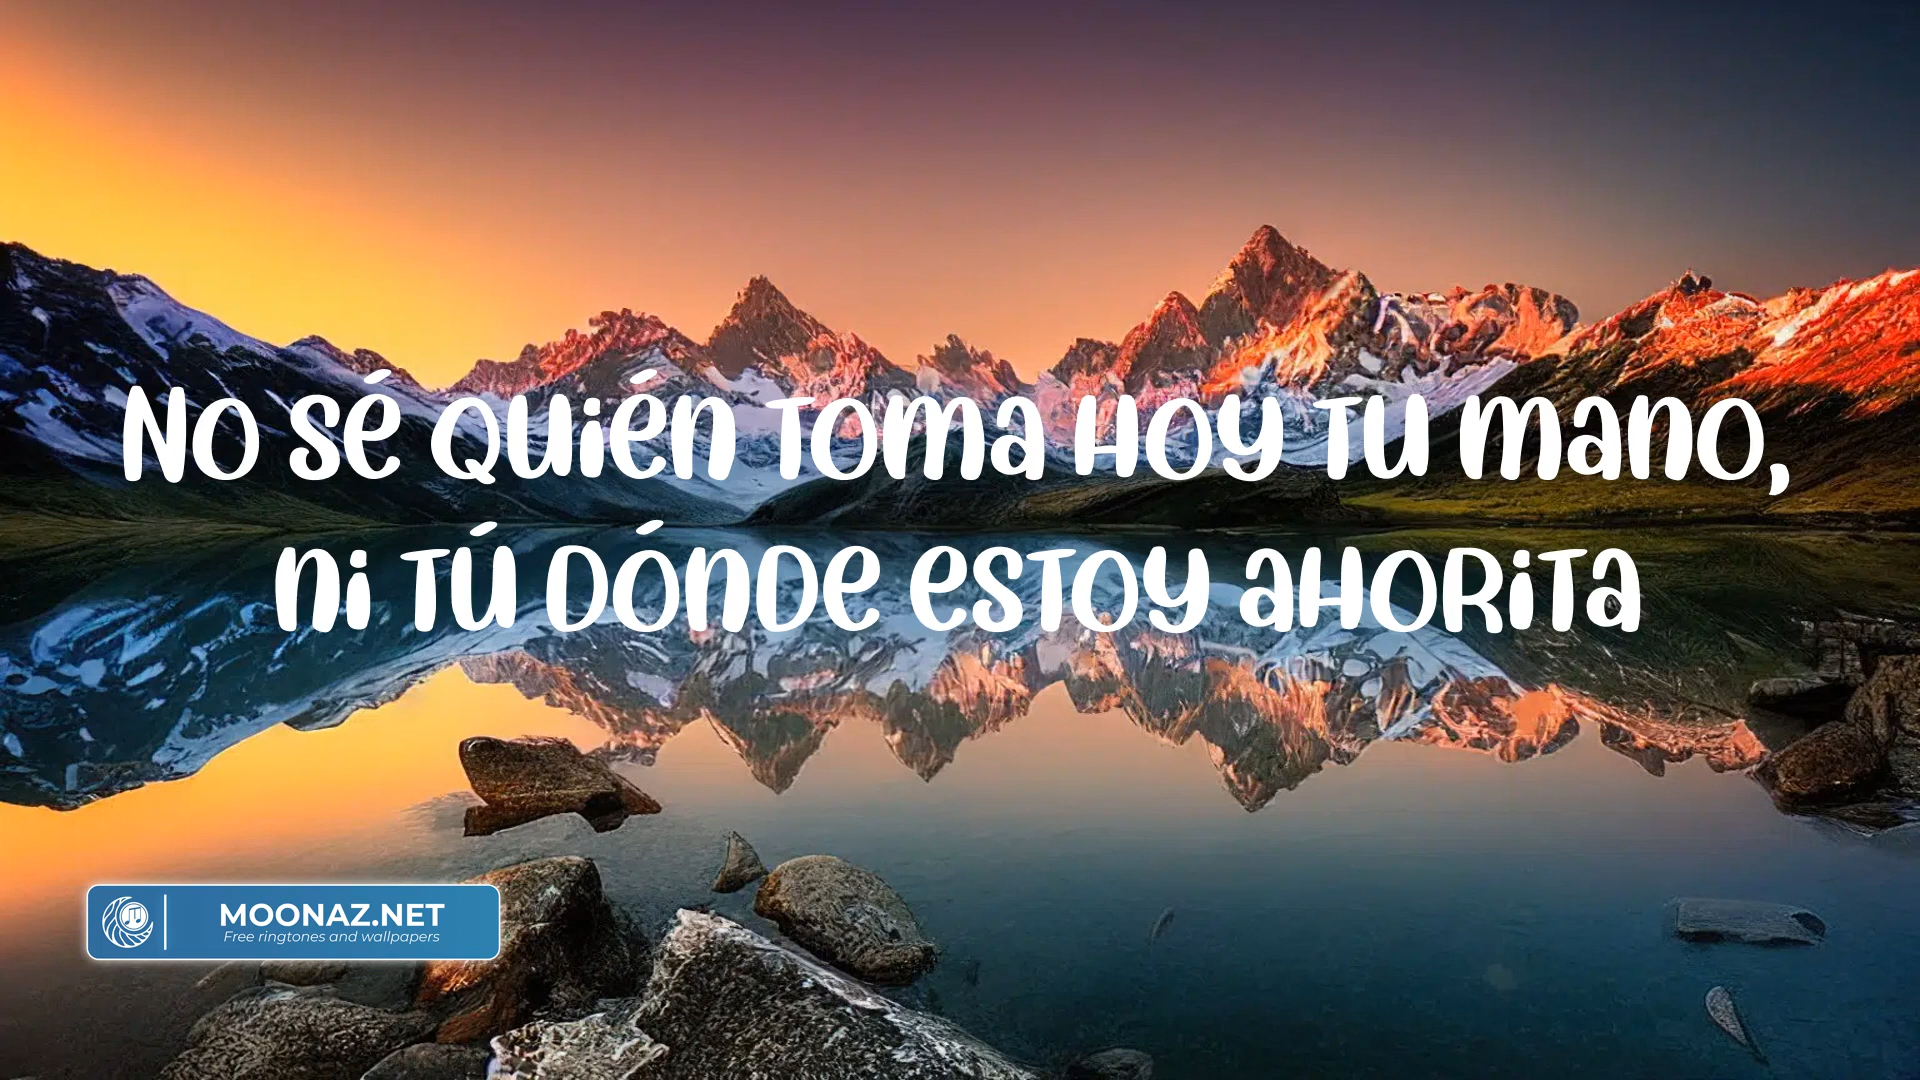 No sé quién toma hoy tu mano,
ni tú dónde estoy ahorita
MOONAZ.NET
Free ringtones and wallpapers